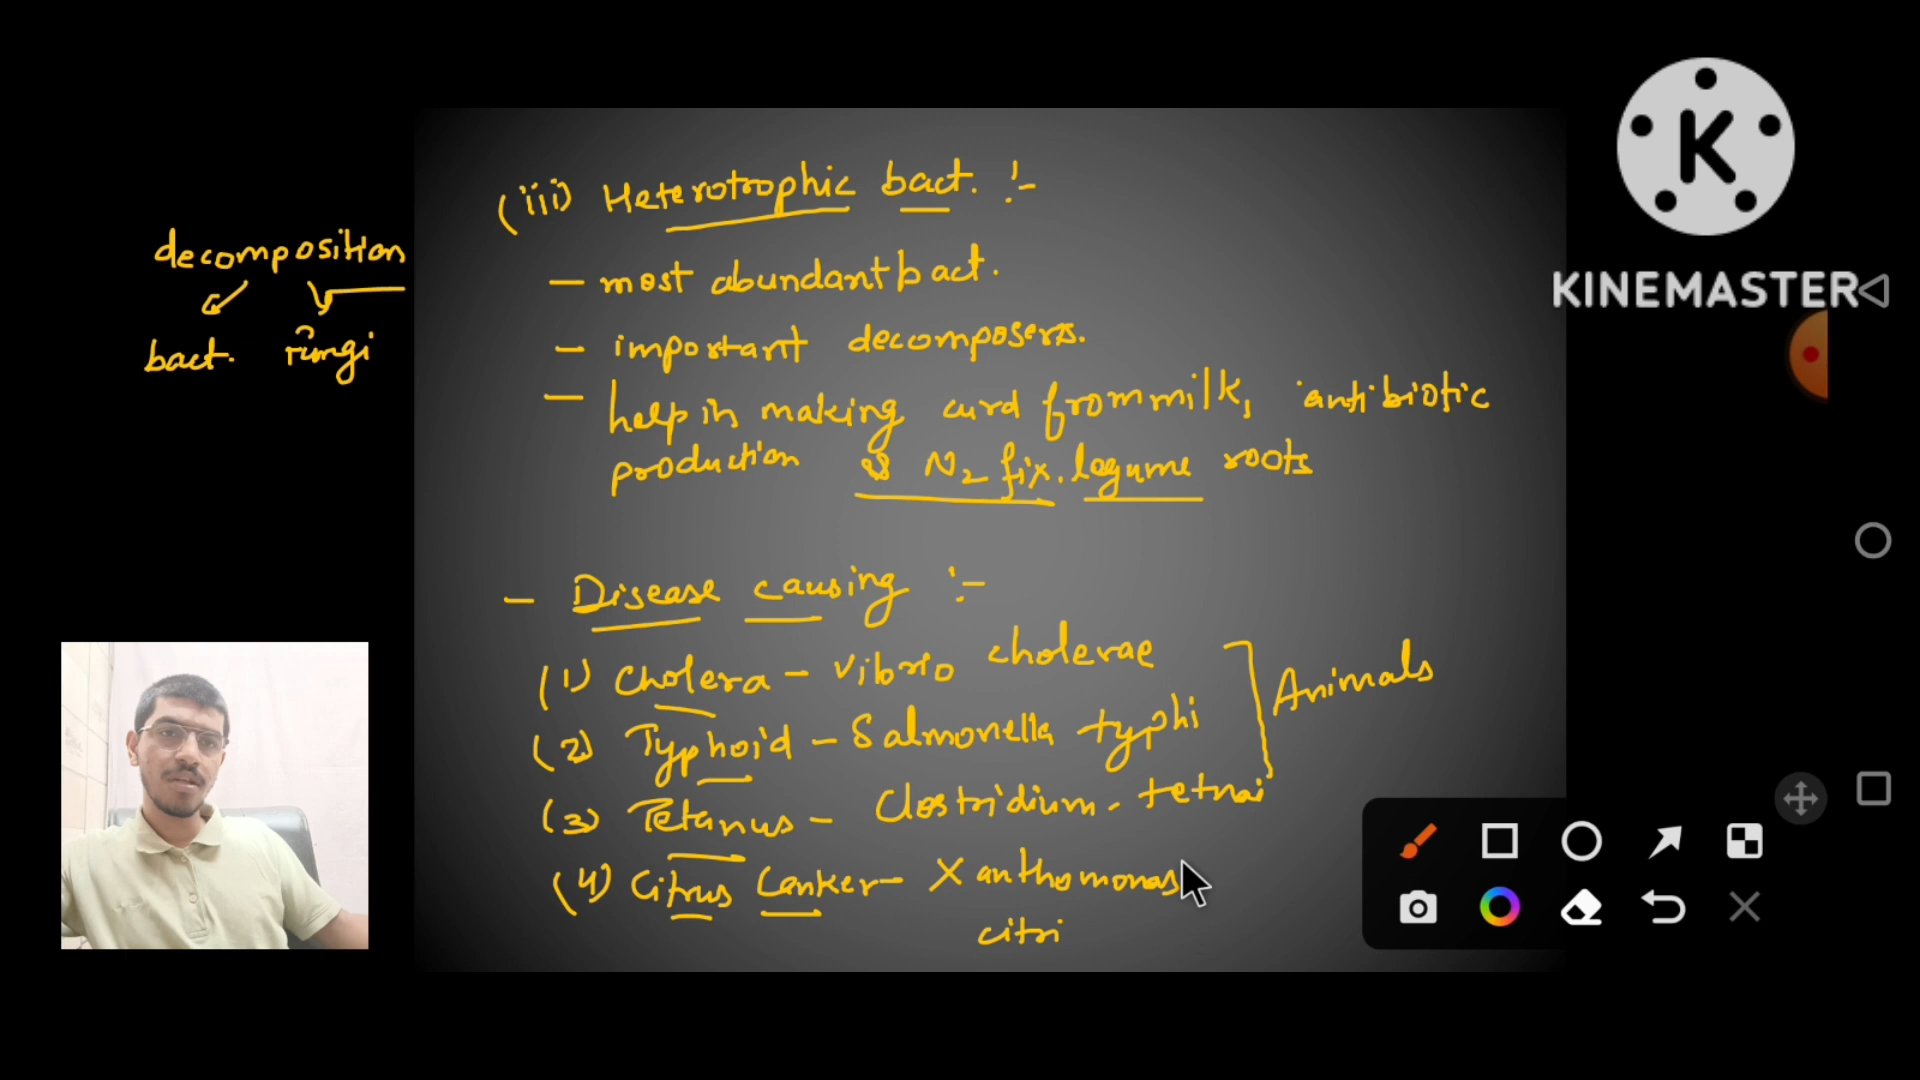 (iii) Heterotrophic bact. :-
— most abundant bact.
— important decomposers.
— help in making curd from milk, antibiotic
production & N2 fix. legume roots
decomposition
bact. fungi
— Disease causing :-
(1) Cholera — Vibrio cholerae
(2) Typhoid — Salmonella typhi
(3) Tetanus — Clostridium - tetnai
Animals
(4) Citrus Canker — Xanthomonas
citri
K
KINEMASTER